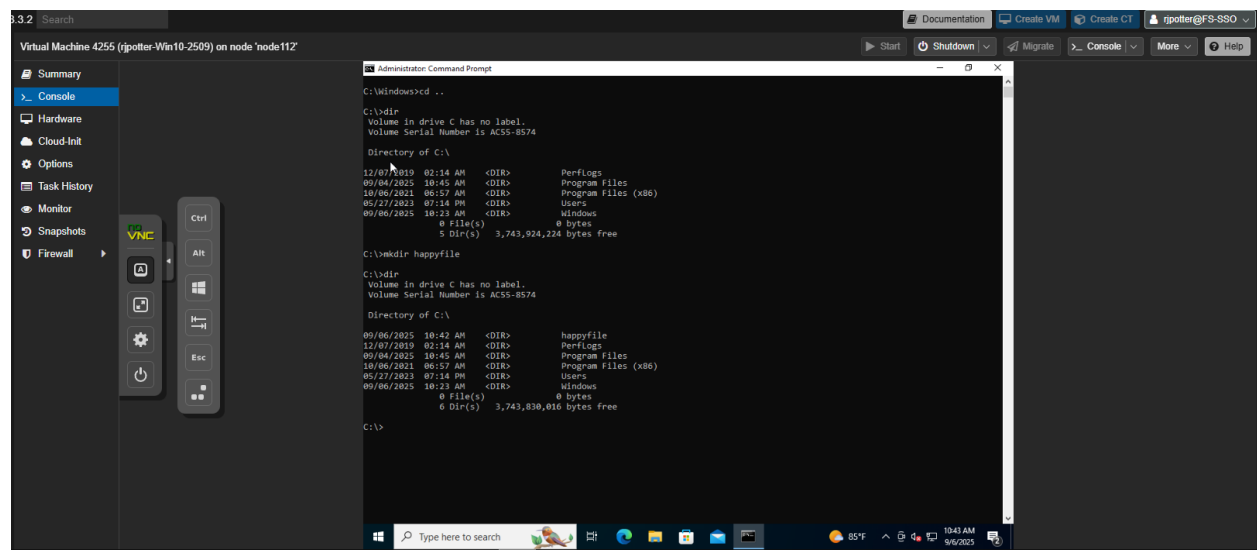 3.3.2 Search Documentation Create VM Create CT rjpotter@FS-SSO
Virtual Machine 4255 (rjpotter-Win10-2509) on node 'node112' Start Shutdown Migrate Console More Help
Summary
Console
Hardware
Cloud-Init
Options
Task History
Monitor
Snapshots
Firewall
no
VNC
A
Ctrl
Alt
Esc
Administrator: Command Prompt
C:\Windows>cd ..
C:\>dir
Volume in drive C has no label.
Volume Serial Number is AC55-8574
Directory of C:\
12/07/2019 02:14 AM <DIR> PerfLogs
09/04/2025 10:45 AM <DIR> Program Files
10/06/2021 06:57 AM <DIR> Program Files (x86)
05/27/2023 07:14 PM <DIR> Users
09/06/2025 10:23 AM <DIR> Windows
0 File(s) 0 bytes
5 Dir(s) 3,743,924,224 bytes free
C:\>mkdir happyfile
C:\>dir
Volume in drive C has no label.
Volume Serial Number is AC55-8574
Directory of C:\
09/06/2025 10:42 AM <DIR> happyfile
12/07/2019 02:14 AM <DIR> PerfLogs
09/04/2025 10:45 AM <DIR> Program Files
10/06/2021 06:57 AM <DIR> Program Files (x86)
05/27/2023 07:14 PM <DIR> Users
09/06/2025 10:23 AM <DIR> Windows
0 File(s) 0 bytes
6 Dir(s) 3,743,830,016 bytes free
C:\>
Type here to search 85°F 10:43 AM
9/6/2025 2